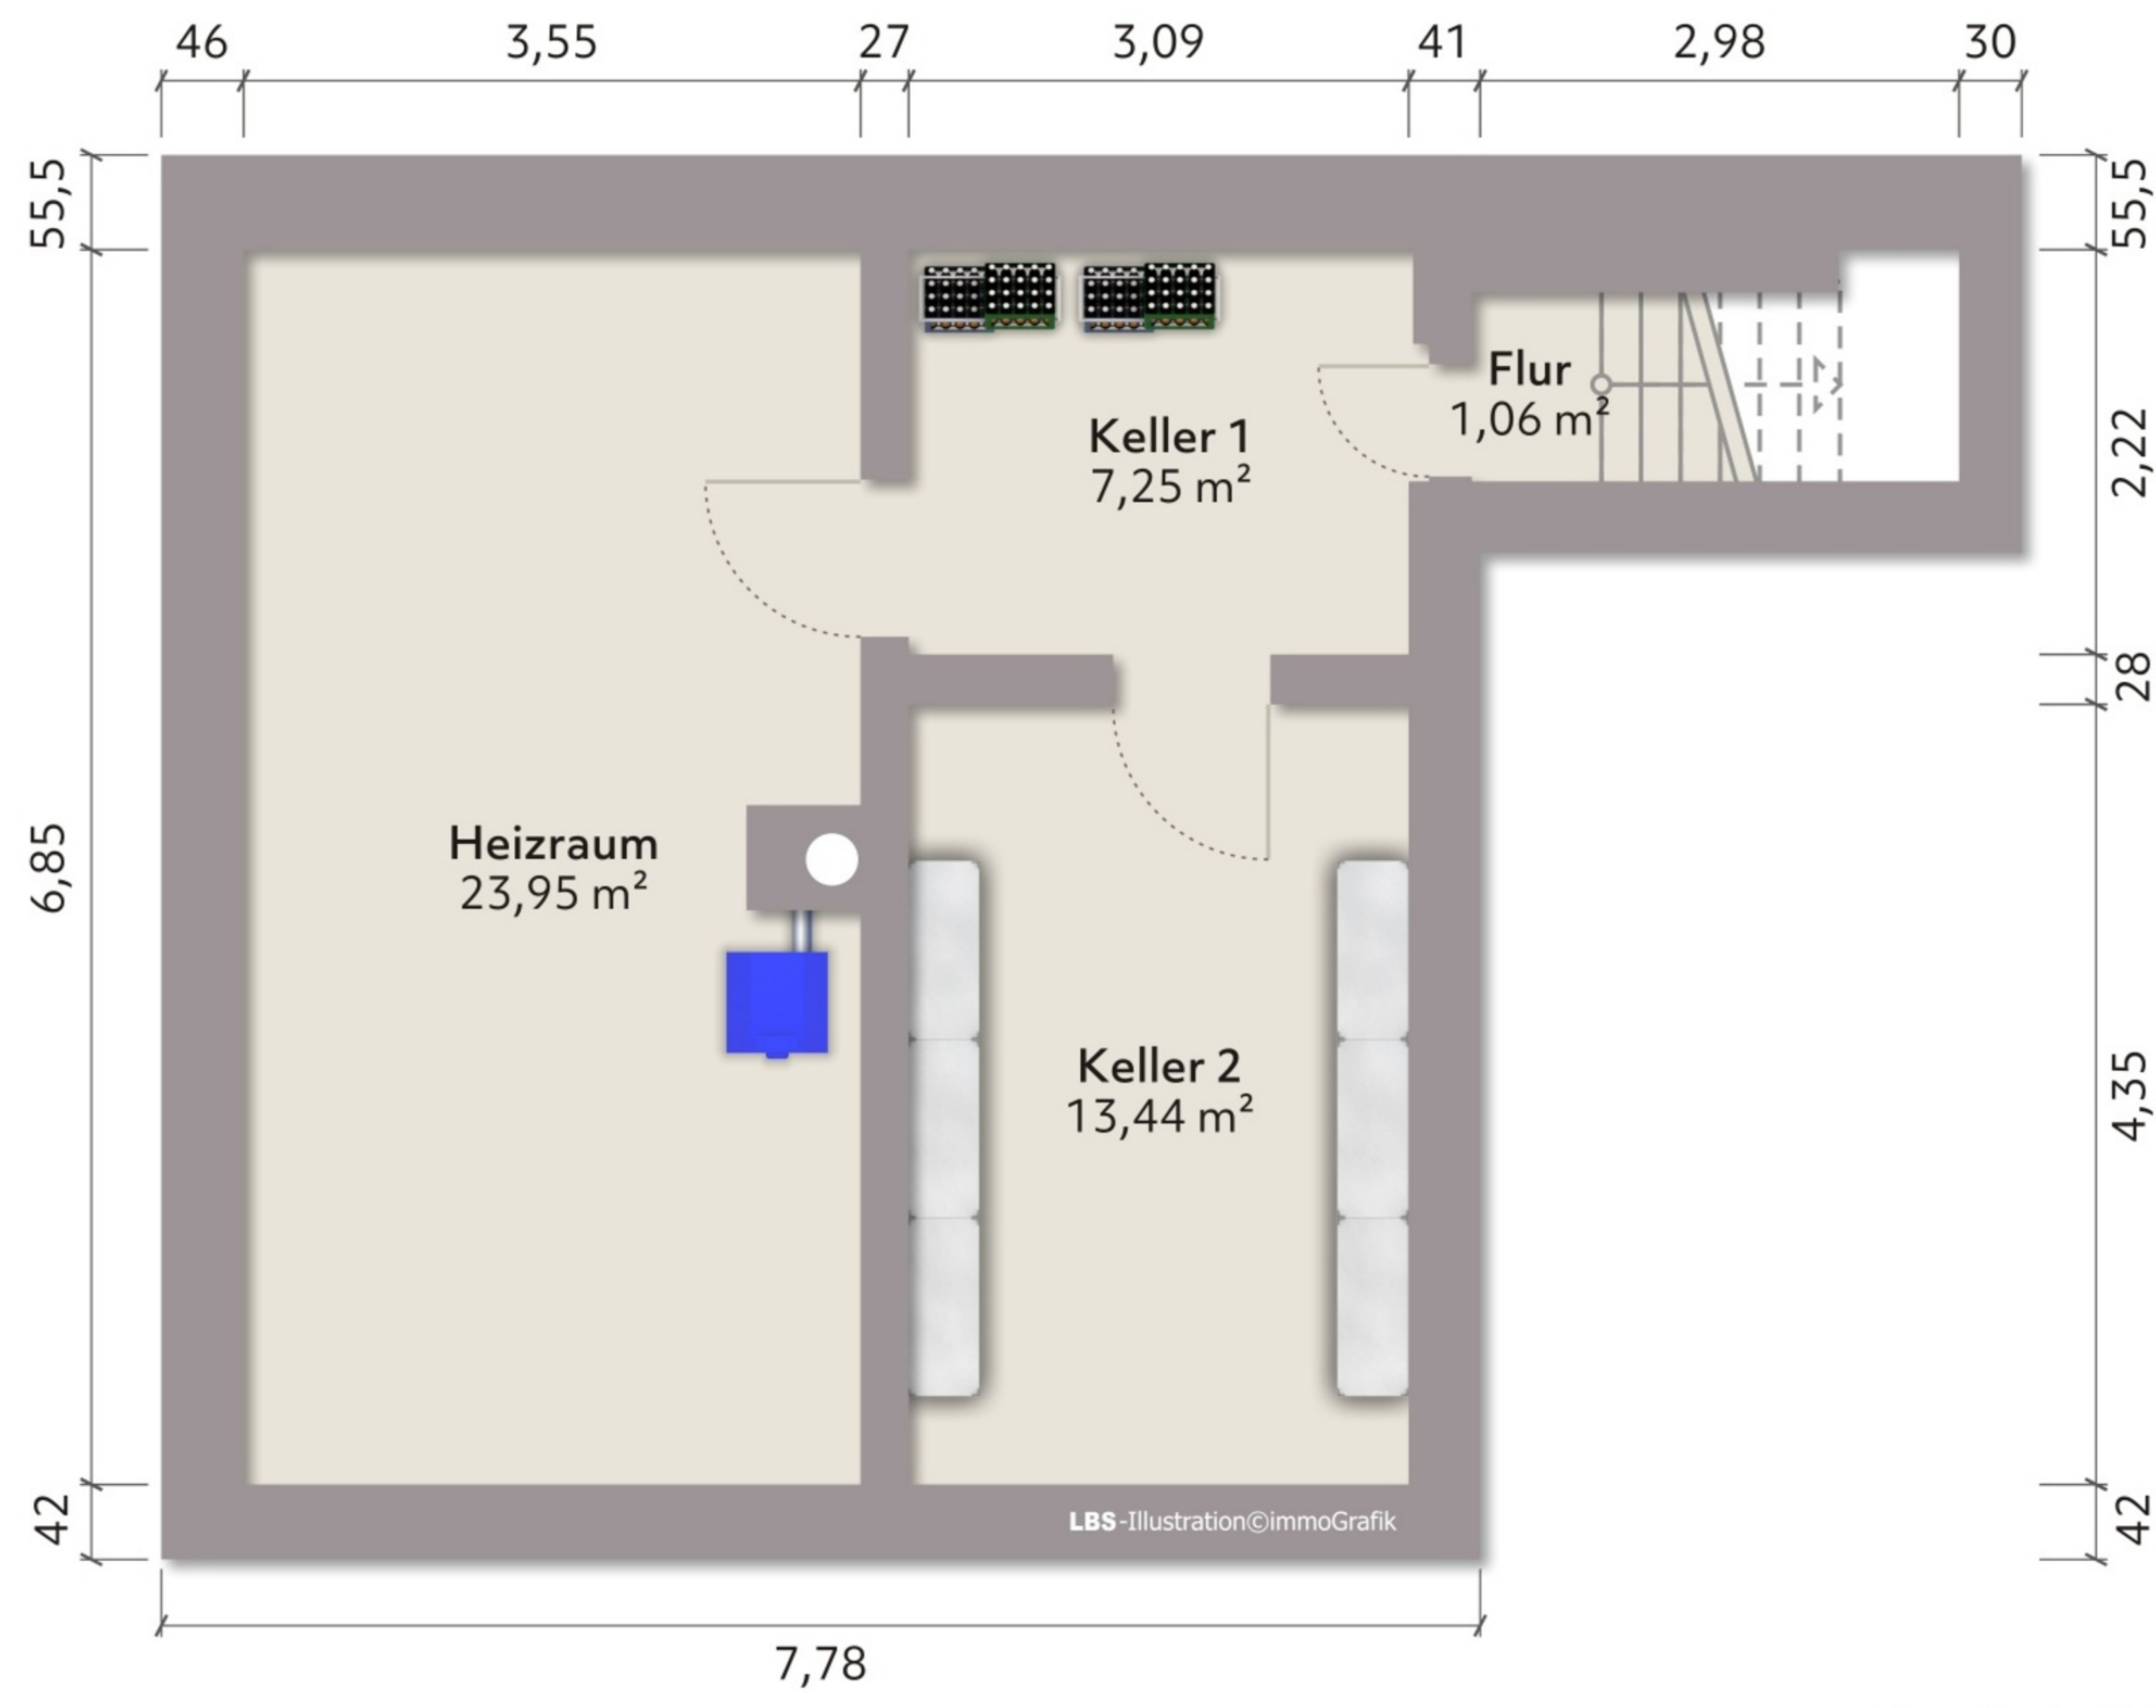 46
3,55
27
3,09
41
2,98
30
55,5
55,5
Flur
1,06 m²
Keller 1
7,25 m²
2,22
28
Heizraum
23,95 m²
6,85
Keller 2
13,44 m²
4,35
42
LBS-Illustration©immoGrafik
42
7,78